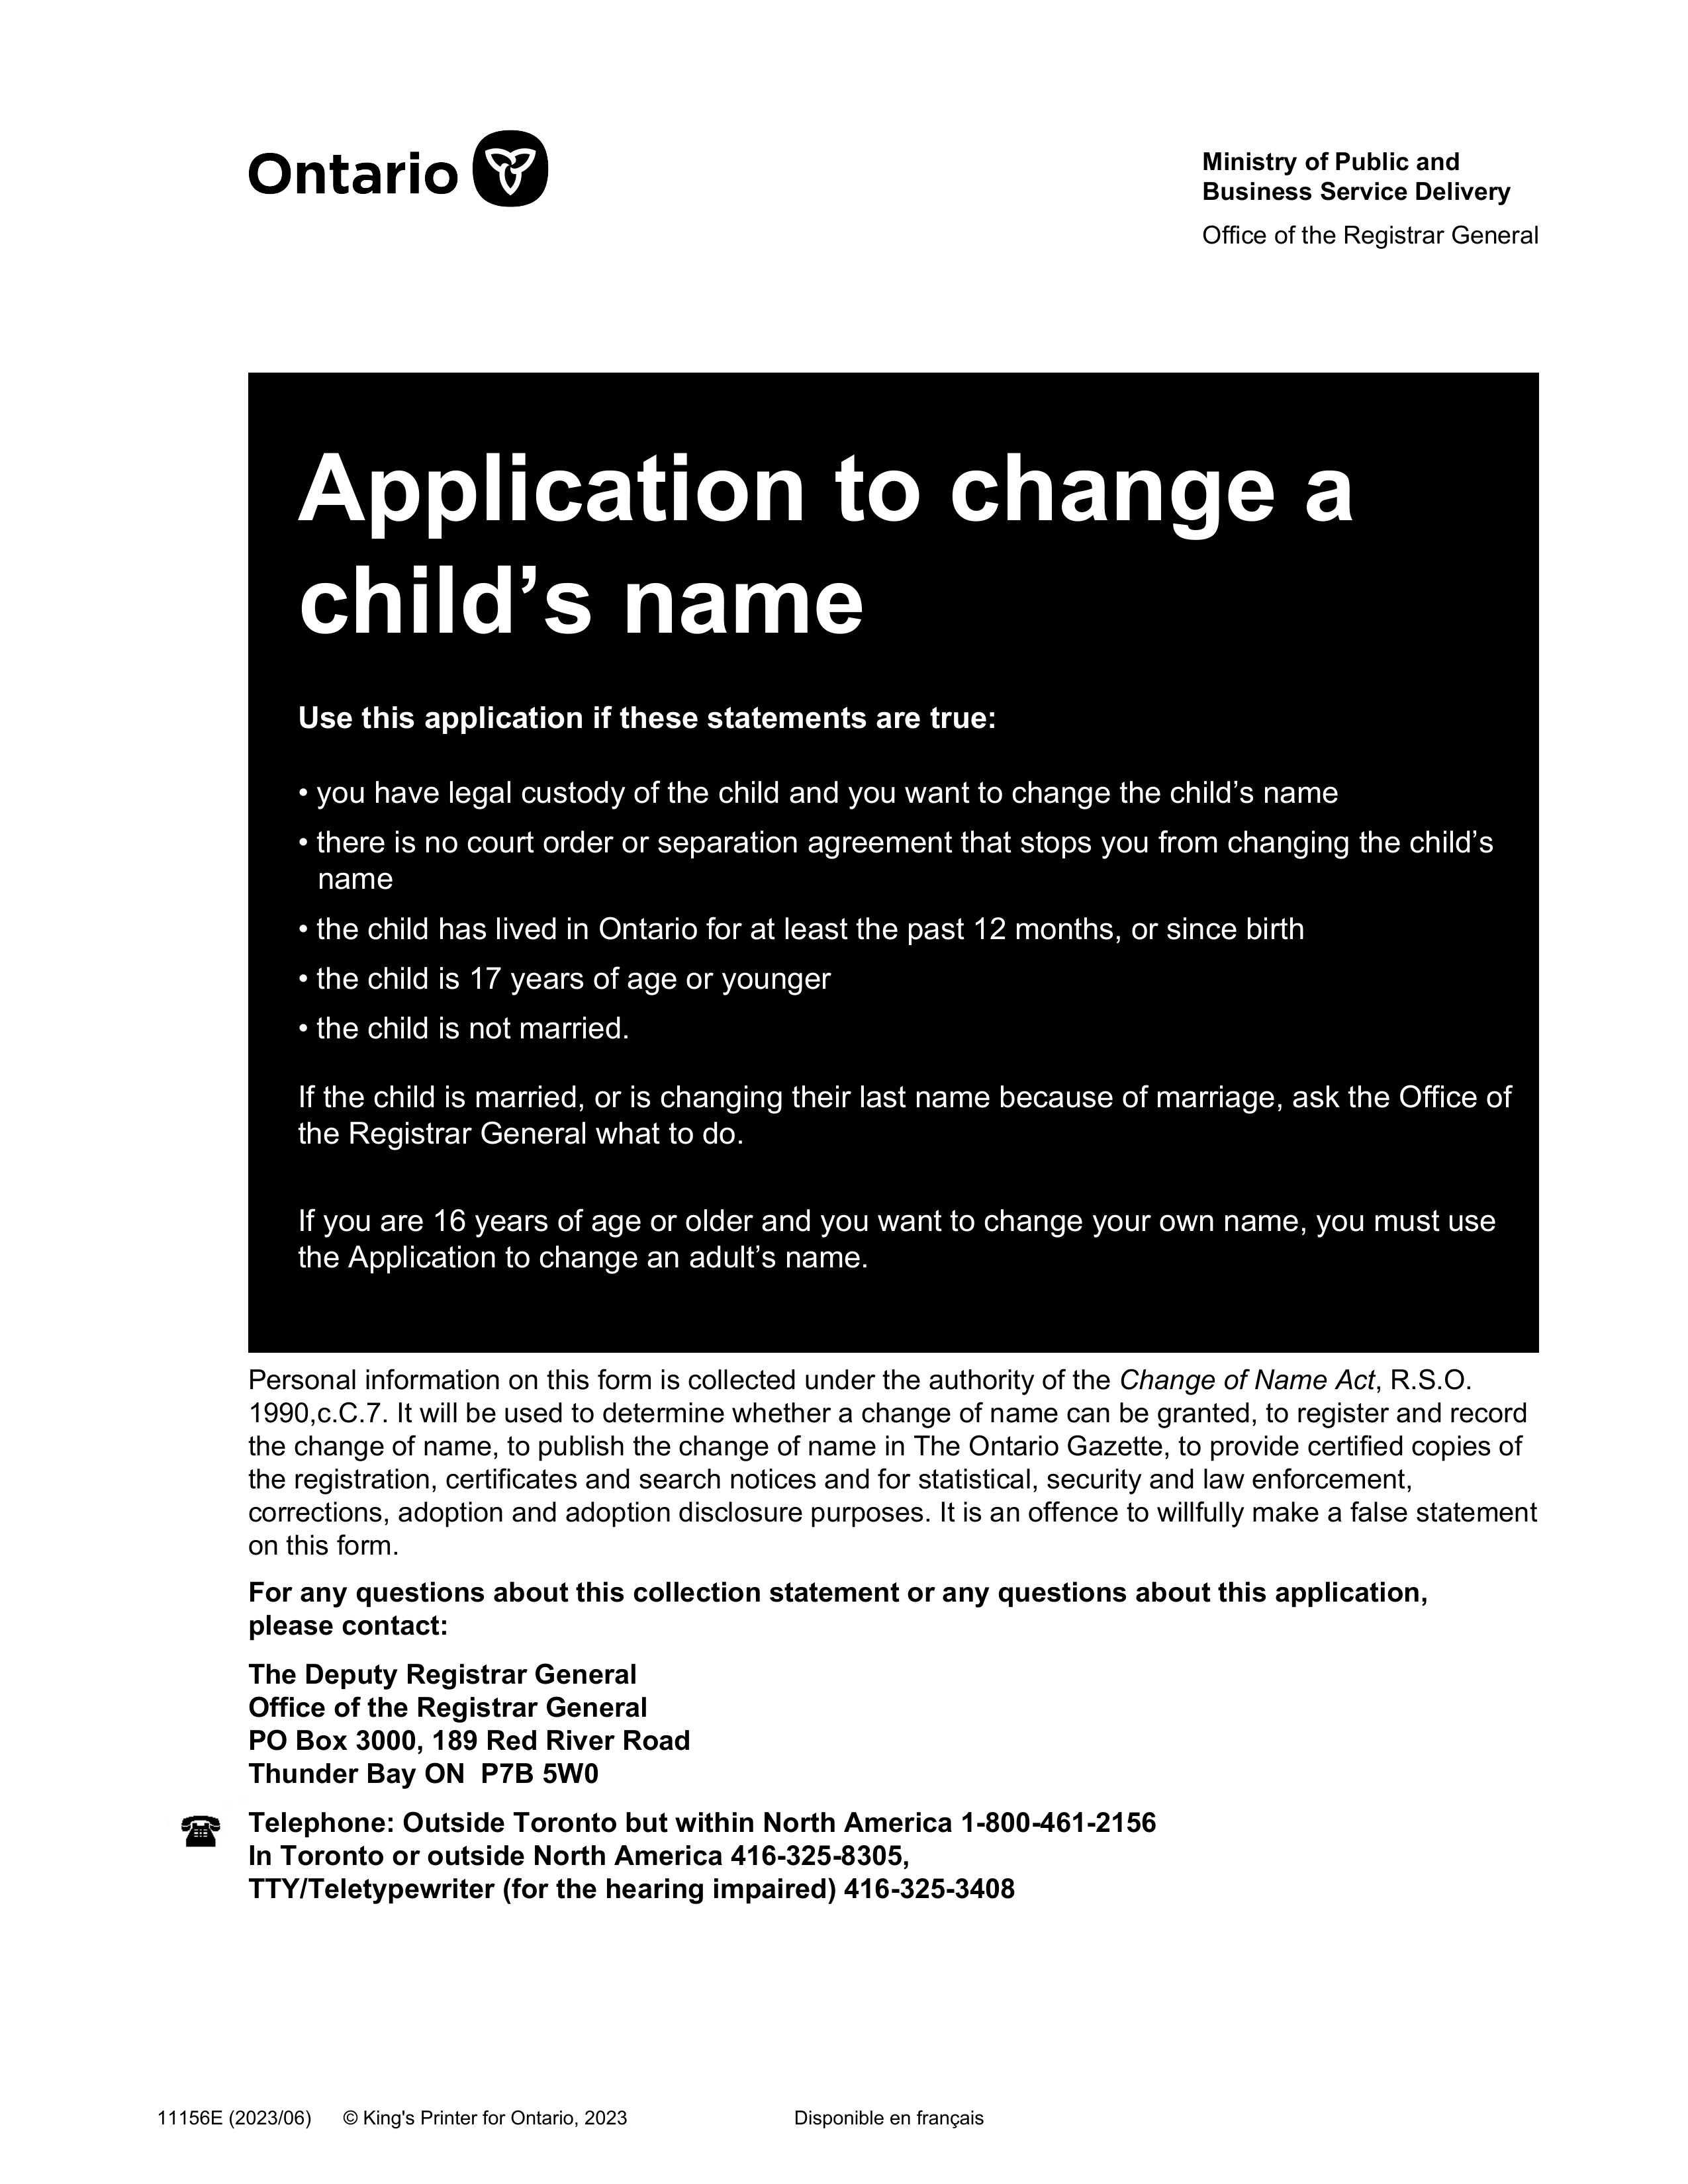 Ontario
Ministry of Public and
Business Service Delivery
Office of the Registrar General
Application to change a
child’s name
Use this application if these statements are true:
• you have legal custody of the child and you want to change the child’s name
• there is no court order or separation agreement that stops you from changing the child’s
name
• the child has lived in Ontario for at least the past 12 months, or since birth
• the child is 17 years of age or younger
• the child is not married.
If the child is married, or is changing their last name because of marriage, ask the Office of
the Registrar General what to do.
If you are 16 years of age or older and you want to change your own name, you must use
the Application to change an adult’s name.
Personal information on this form is collected under the authority of the Change of Name Act, R.S.O.
1990,c.C.7. It will be used to determine whether a change of name can be granted, to register and record
the change of name, to publish the change of name in The Ontario Gazette, to provide certified copies of
the registration, certificates and search notices and for statistical, security and law enforcement,
corrections, adoption and adoption disclosure purposes. It is an offence to willfully make a false statement
on this form.
For any questions about this collection statement or any questions about this application,
please contact:
The Deputy Registrar General
Office of the Registrar General
PO Box 3000, 189 Red River Road
Thunder Bay ON  P7B 5W0
Telephone: Outside Toronto but within North America 1-800-461-2156
In Toronto or outside North America 416-325-8305,
TTY/Teletypewriter (for the hearing impaired) 416-325-3408
11156E (2023/06) © King's Printer for Ontario, 2023 Disponible en français